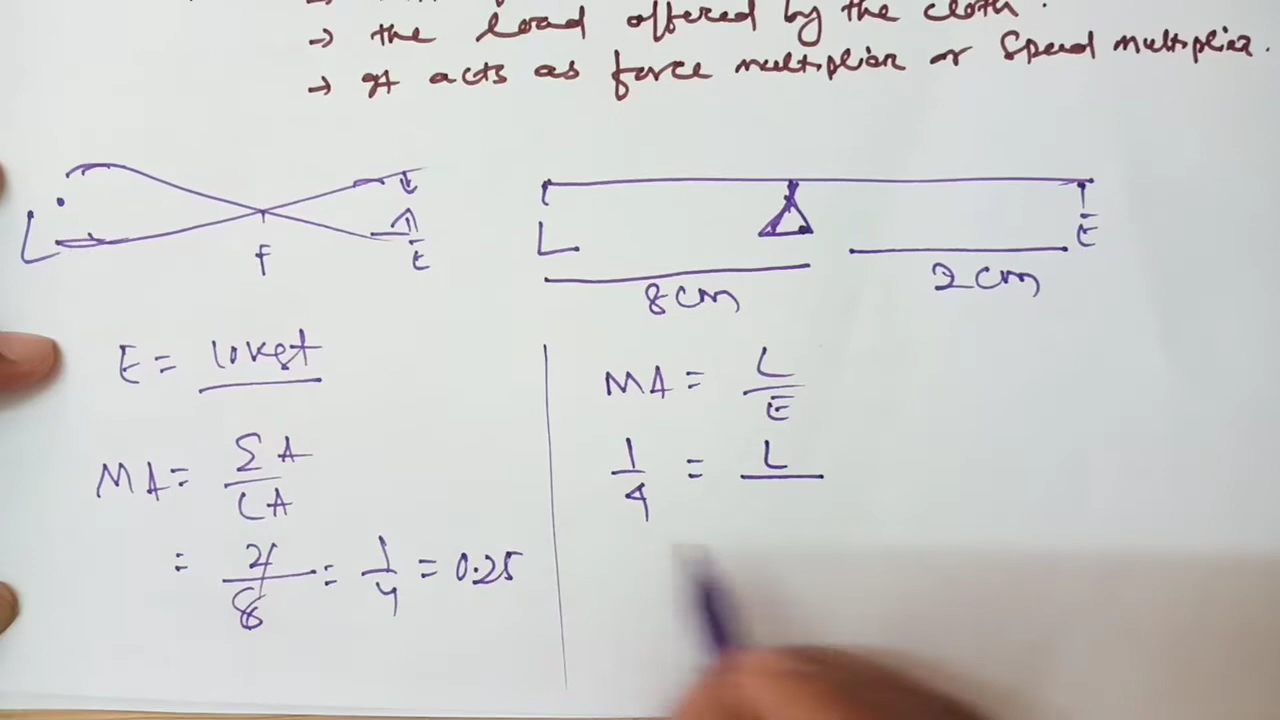 → the load offered by the cloth.
→ It acts as force multiplier or speed multiplier.
L
F
E
L
E
8cm
2cm
E = 10kgf
MA = EA / LA
= 2 / 8 = 1 / 4 = 0.25
MA = L / E
1 / 4 = L